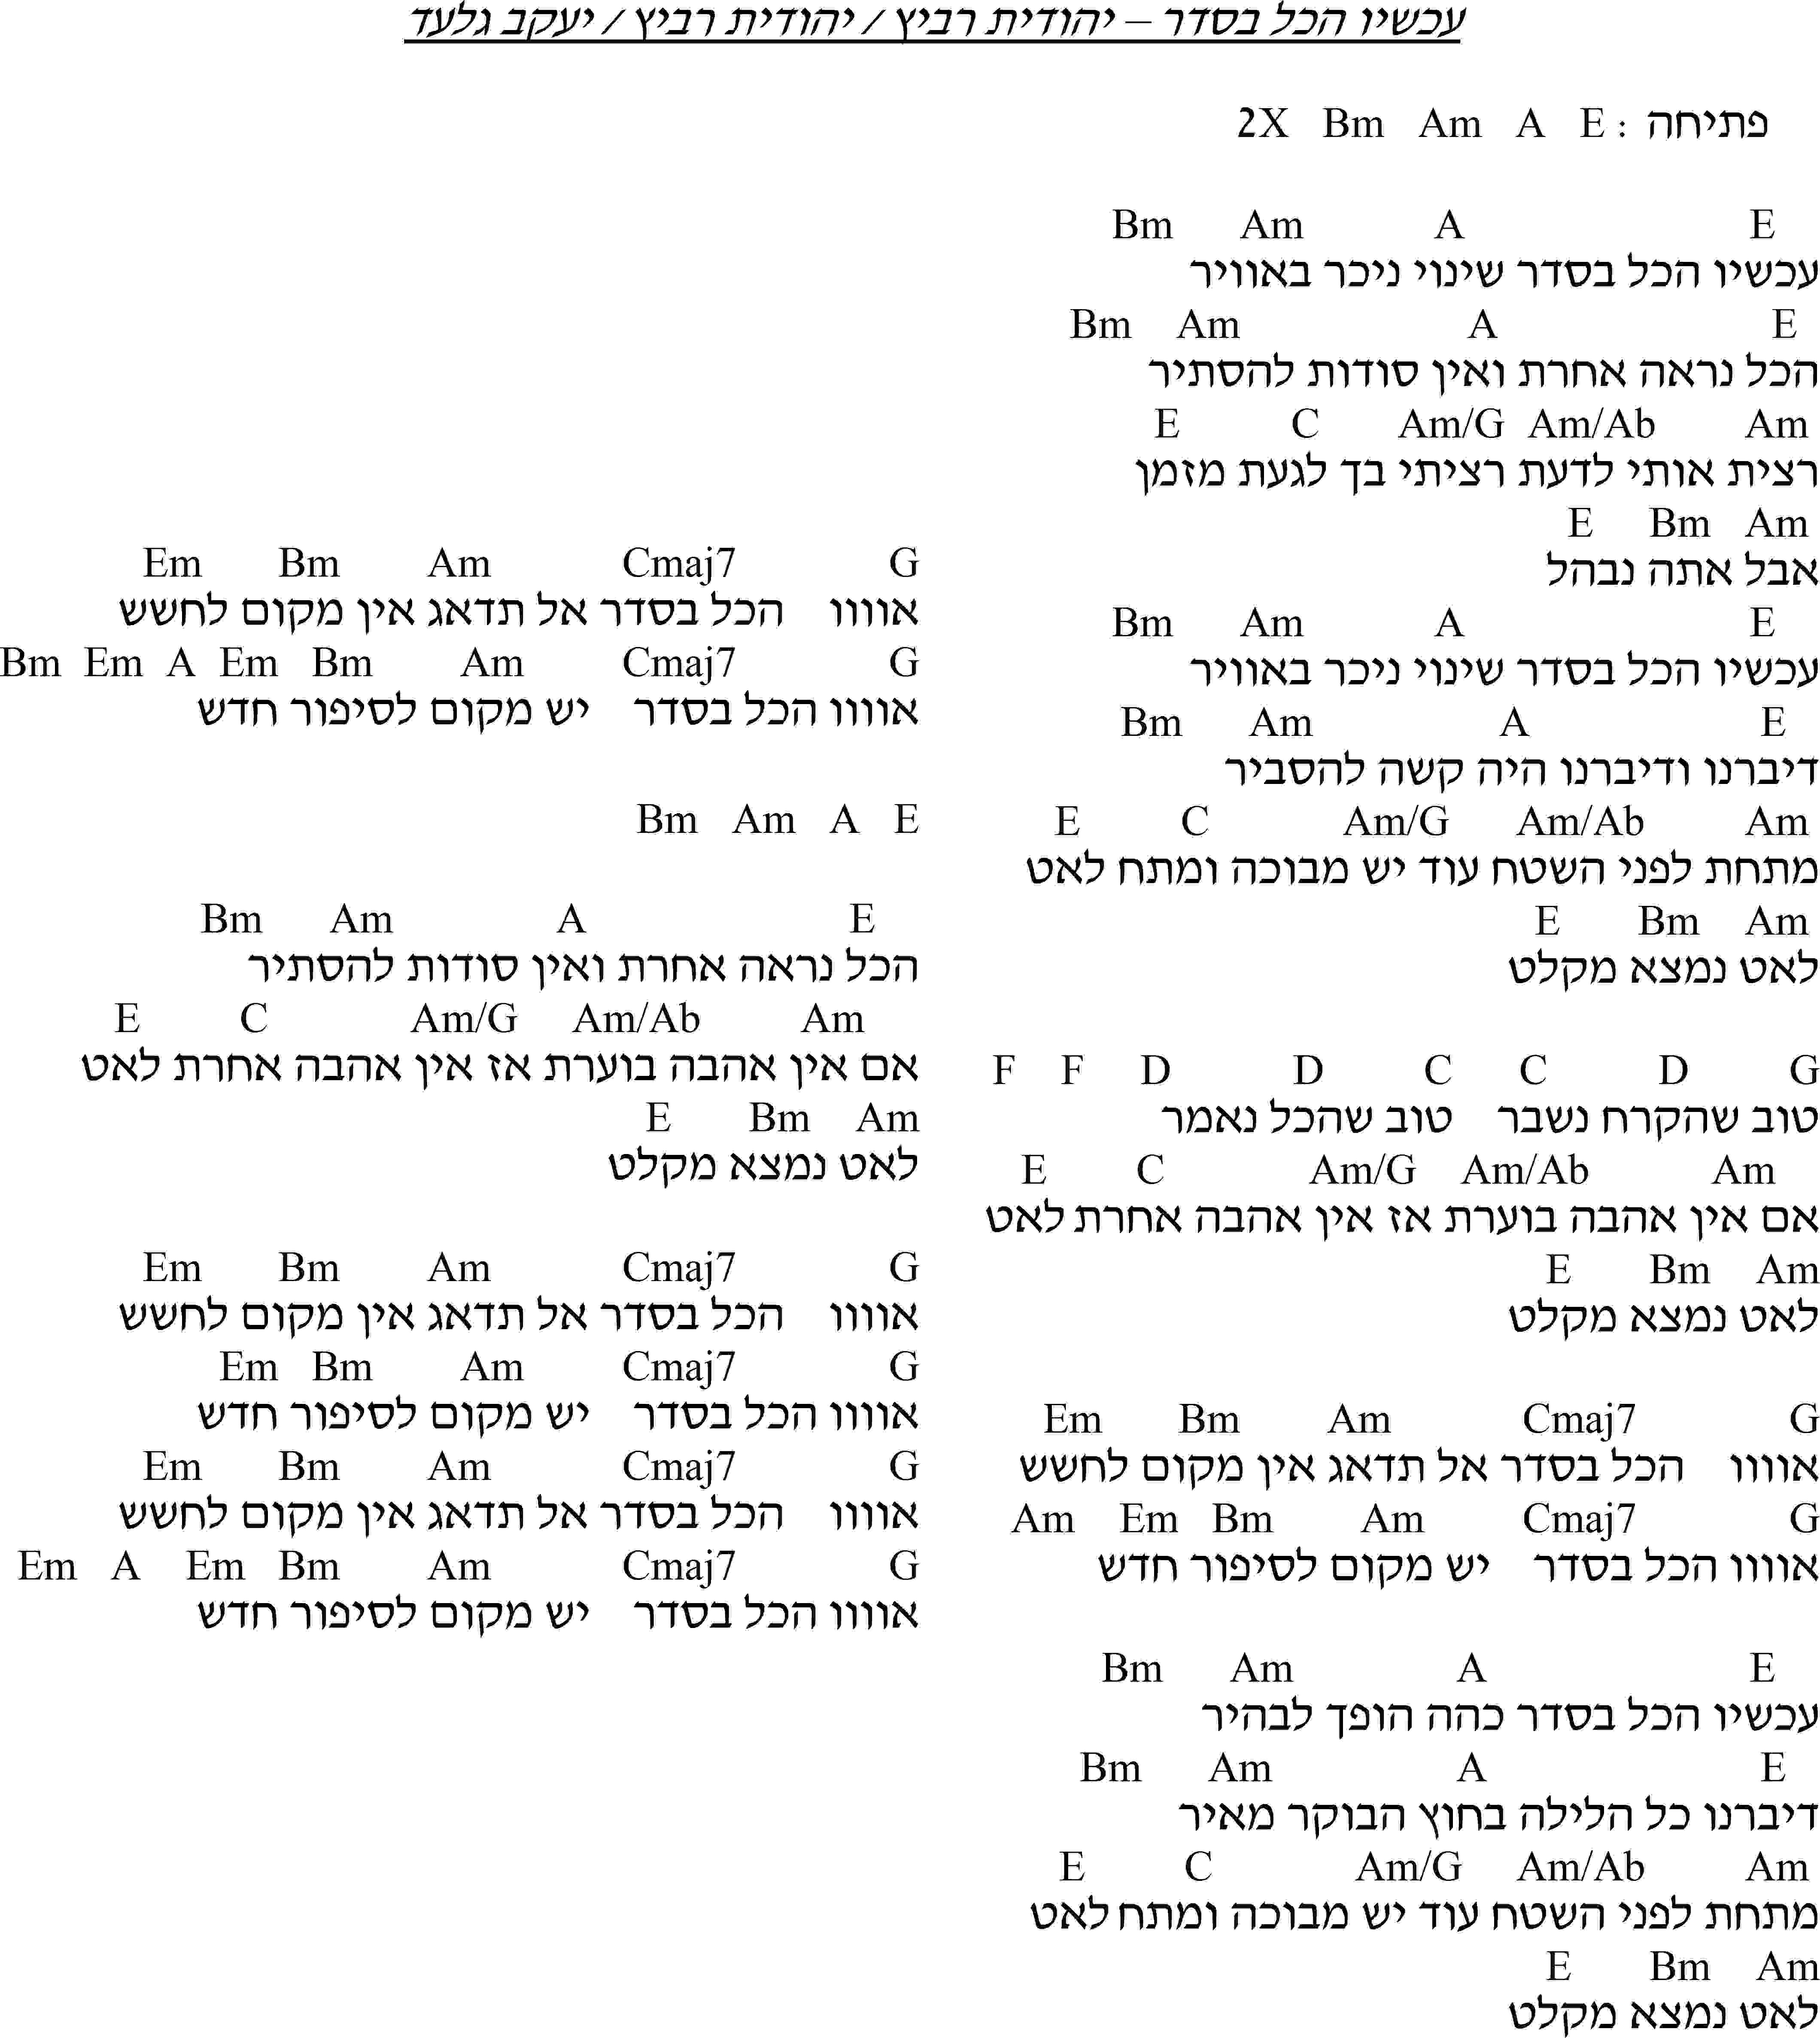 עכשיו הכל בסדר – יהודית רביץ / יהודית רביץ / יעקב גלעד
פתיחה : E A Am Bm 2X
E A Am Bm
עכשיו הכל בסדר שינוי ניכר באוויר
E A Am Bm
הכל נראה אחרת ואין סודות להסתיר
Am Am/Ab Am/G C E
רצית אותי לדעת רציתי בך לגעת מזמן
Am Bm E
אבל אתה נבהל
E A Am Bm
עכשיו הכל בסדר שינוי ניכר באוויר
E A Am Bm
דיברנו ודיברנו היה קשה להסביר
Am Am/Ab Am/G C E
מתחת לפני השטח עוד יש מבוכה ומתח לאט
Am Bm E
לאט נמצא מקלט
G D C C D D F F
טוב שהקרח נשבר טוב שהכל נאמר
Am Am/Ab Am/G C E
אם אין אהבה בוערת אז אין אהבה אחרת לאט
Am Bm E
לאט נמצא מקלט
G Cmaj7 Am Bm Em
אוווו הכל בסדר אל תדאג אין מקום לחשש
G Cmaj7 Am Bm Em Am
אוווו הכל בסדר יש מקום לסיפור חדש
E A Am Bm
עכשיו הכל בסדר כהה הופך לבהיר
E A Am Bm
דיברנו כל הלילה בחוץ הבוקר מאיר
Am Am/Ab Am/G C E
מתחת לפני השטח עוד יש מבוכה ומתח לאט
Am Bm E
לאט נמצא מקלט
G Cmaj7 Am Bm Em
אוווו הכל בסדר אל תדאג אין מקום לחשש
G Cmaj7 Am Bm Em A Em Bm
אוווו הכל בסדר יש מקום לסיפור חדש
E A Am Bm
E A Am Bm
הכל נראה אחרת ואין סודות להסתיר
Am Am/Ab Am/G C E
אם אין אהבה בוערת אז אין אהבה אחרת לאט
Am Bm E
לאט נמצא מקלט
G Cmaj7 Am Bm Em
אוווו הכל בסדר אל תדאג אין מקום לחשש
G Cmaj7 Am Bm Em
אוווו הכל בסדר יש מקום לסיפור חדש
G Cmaj7 Am Bm Em
אוווו הכל בסדר אל תדאג אין מקום לחשש
G Cmaj7 Am Bm Em A Em
אוווו הכל בסדר יש מקום לסיפור חדש